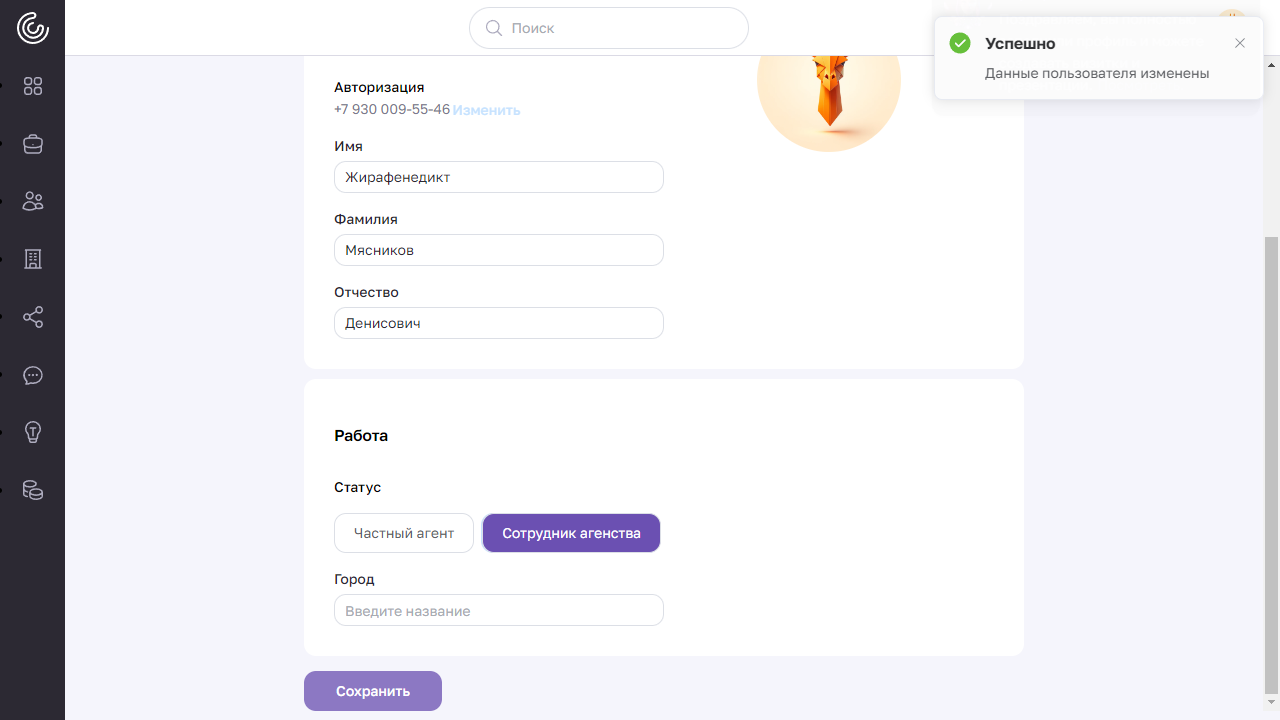 Поиск
Успешно
Данные пользователя изменены
Авторизация
+7 930 009-55-46 Изменить
Имя
Жирафенедикт
Фамилия
Мясников
Отчество
Денисович
Работа
Статус
Частный агент
Сотрудник агенства
Город
Введите название
Сохранить